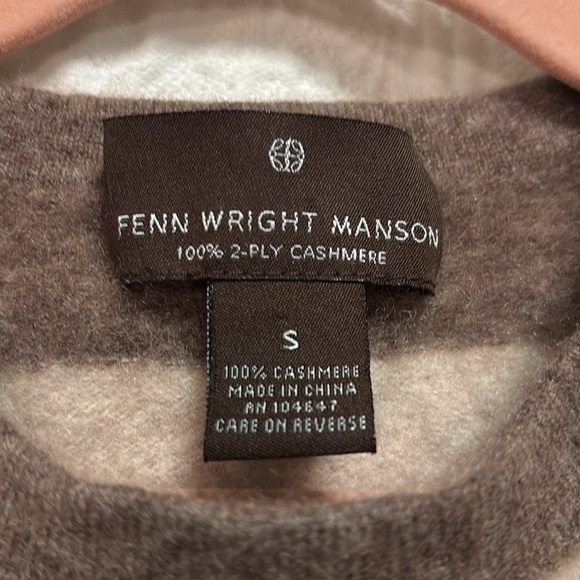 FENN WRIGHT MANSON
100% 2-PLY CASHMERE
S
100% CASHMERE
MADE IN CHINA
RN 104647
CARE ON REVERSE